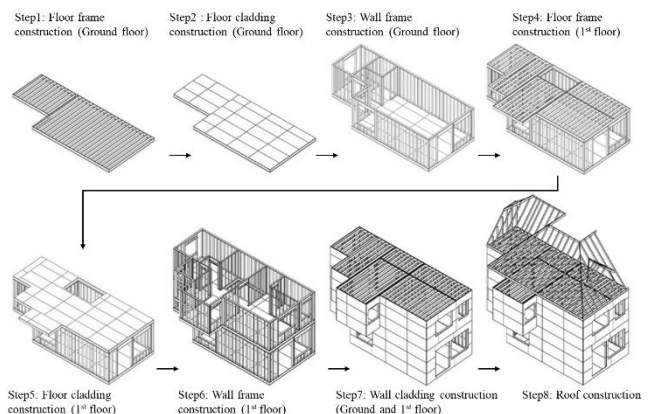 Step1: Floor frame
construction (Ground floor)
Step2 : Floor cladding
construction (Ground floor)
Step3: Wall frame
construction (Ground floor)
Step4: Floor frame
construction (1st floor)
Step5: Floor cladding
construction (1st floor)
Step6: Wall frame
construction (1st floor)
Step7: Wall cladding construction
(Ground and 1st floor)
Step8: Roof construction